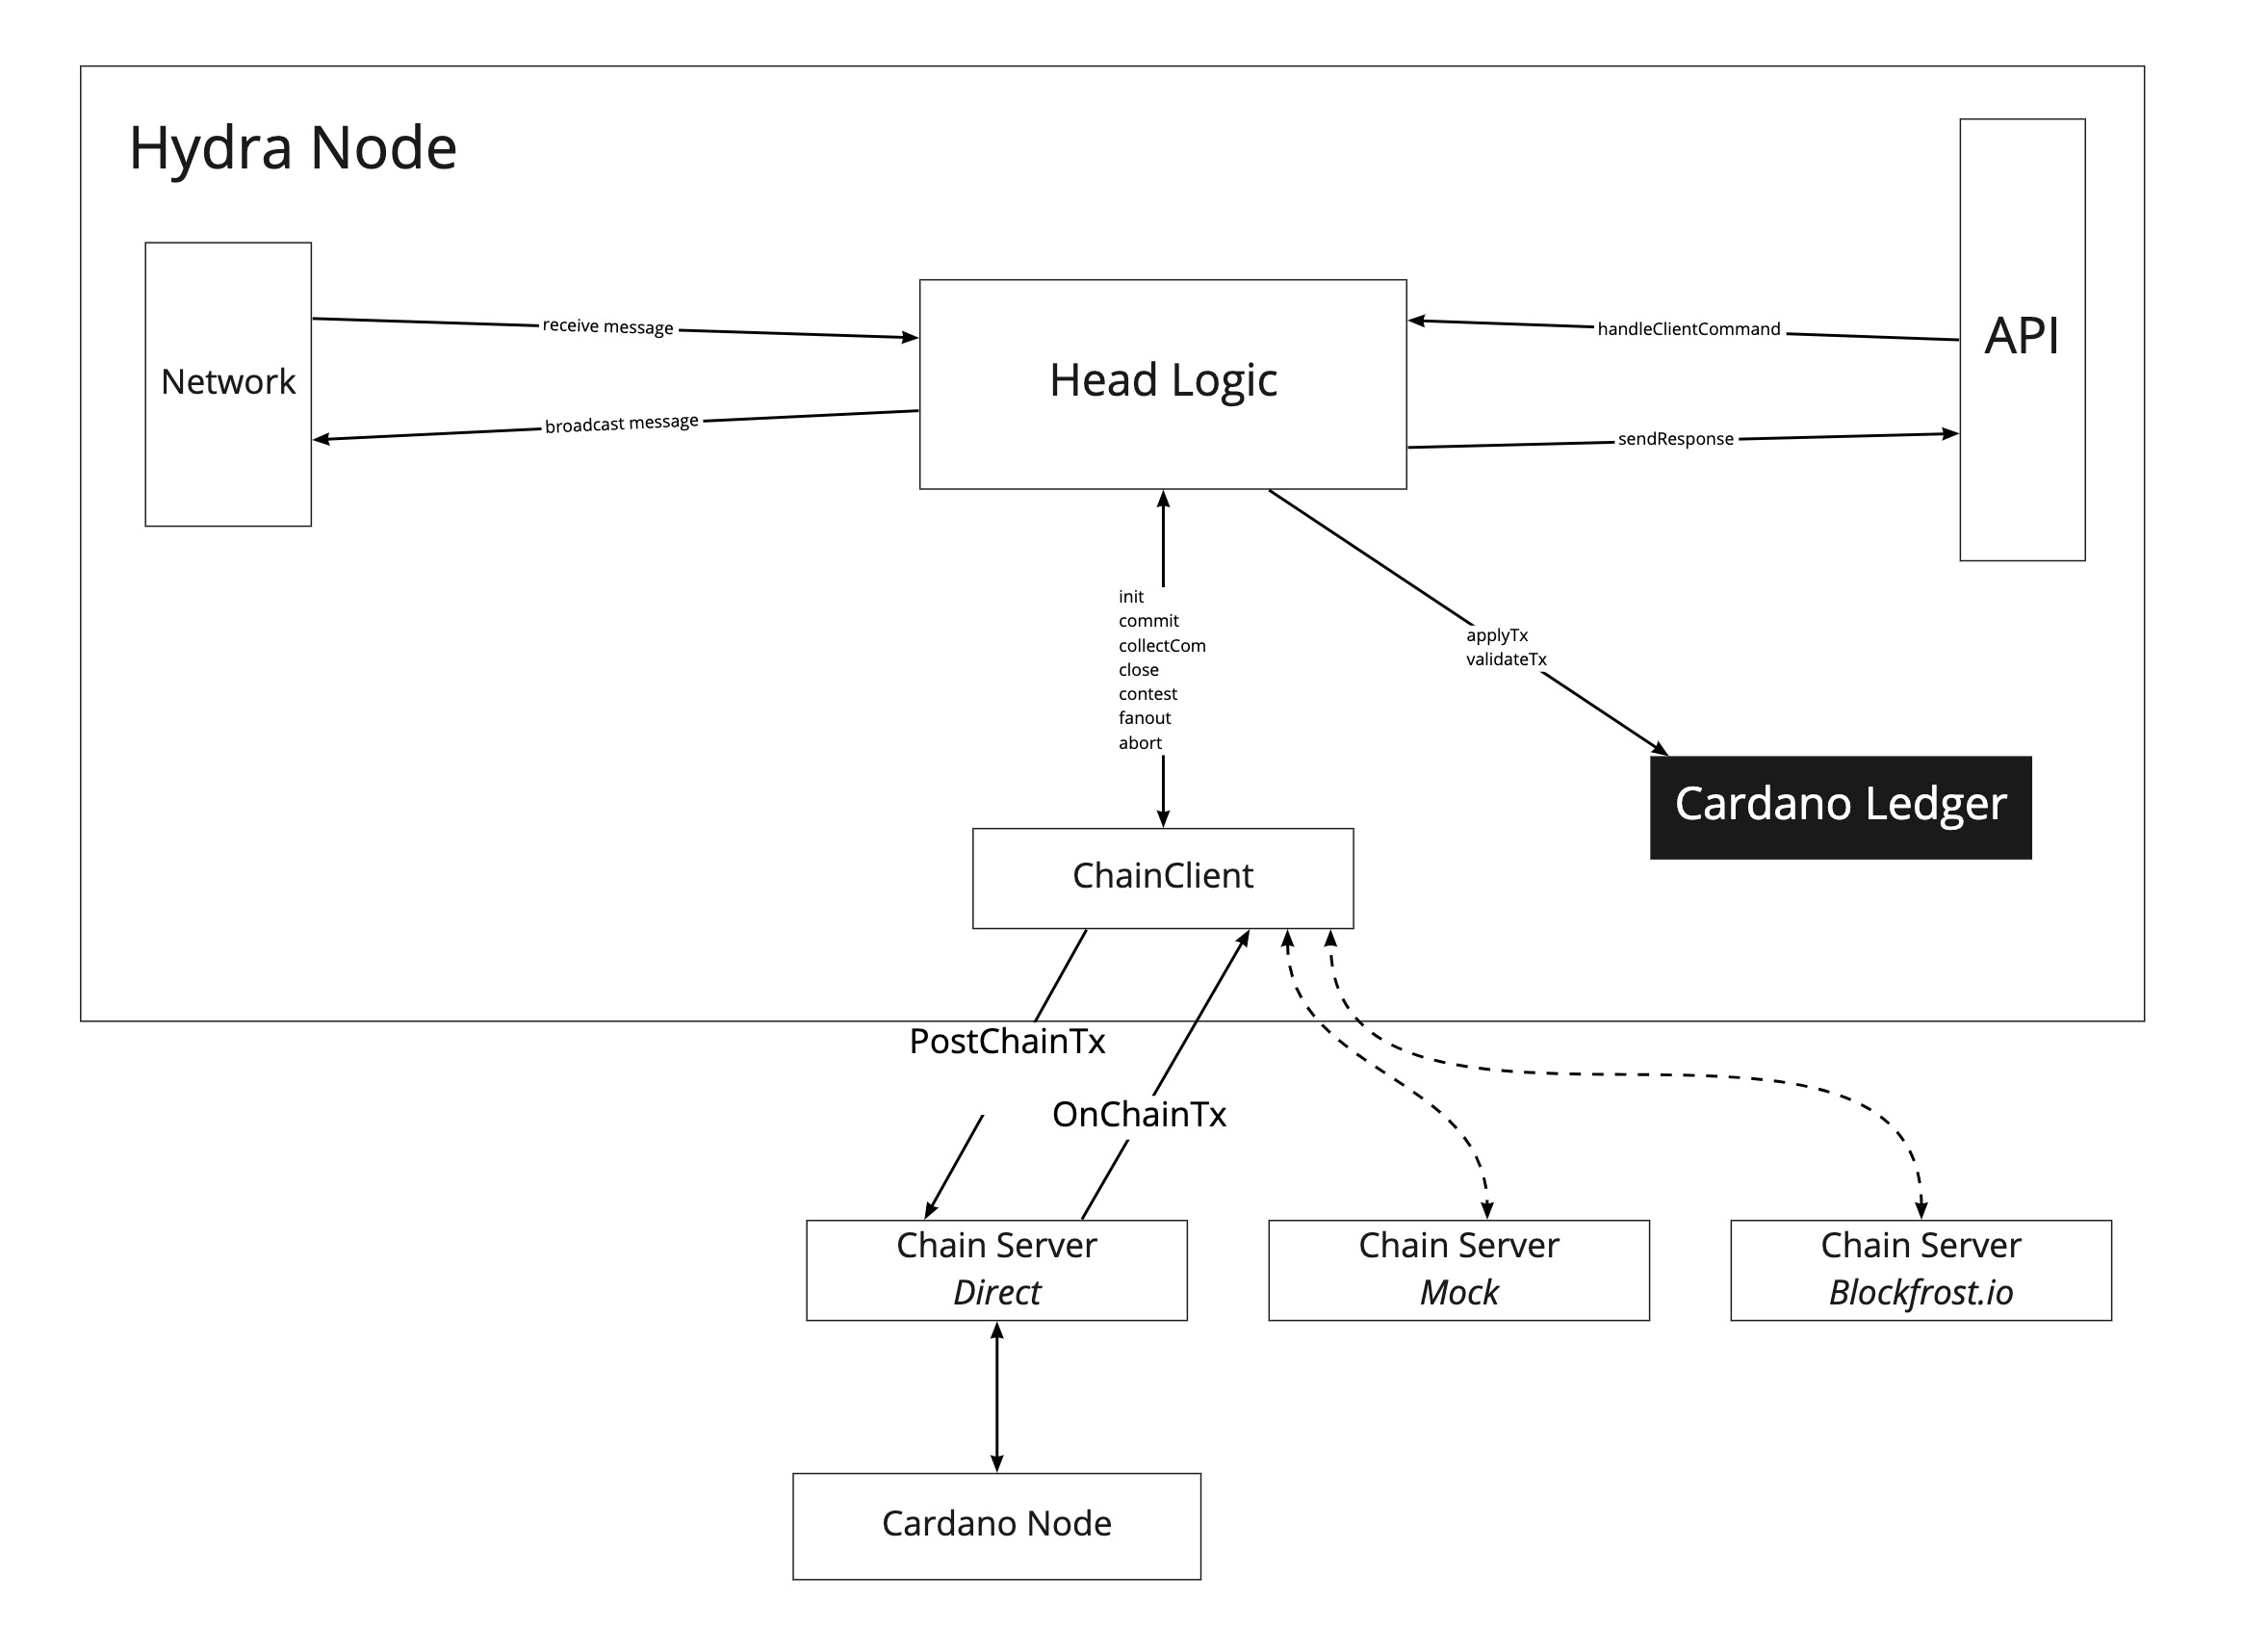 Hydra Node
Network
receive message
broadcast message
Head Logic
handleClientCommand
sendResponse
API
init
commit
collectCom
close
contest
fanout
abort
applyTx
validateTx
Cardano Ledger
ChainClient
PostChainTx
OnChainTx
Chain Server
Direct
Chain Server
Mock
Chain Server
Blockfrost.io
Cardano Node